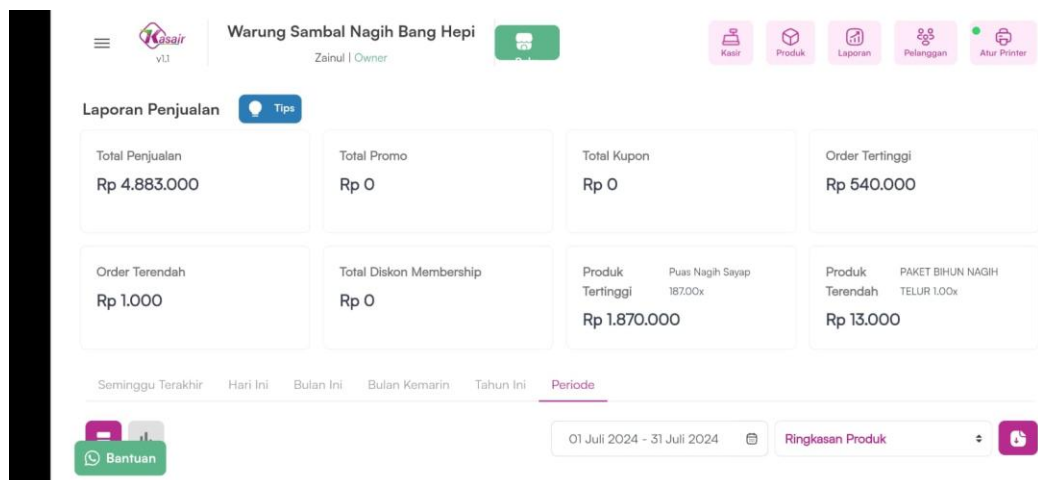 Kasair
v1.1
Warung Sambal Nagih Bang Hepi
Zainul | Owner
Kasir
Produk
Laporan
Pelanggan
Atur Printer
Laporan Penjualan
Tips
Total Penjualan
Rp 4.883.000
Total Promo
Rp 0
Total Kupon
Rp 0
Order Tertinggi
Rp 540.000
Order Terendah
Rp 1.000
Total Diskon Membership
Rp 0
Produk Tertinggi
Puas Nagih Sayap
187.00x
Rp 1.870.000
Produk Terendah
PAKET BIHUN NAGIH
TELUR 1.00x
Rp 13.000
Seminggu Terakhir
Hari Ini
Bulan Ini
Bulan Kemarin
Tahun Ini
Periode
01 Juli 2024 - 31 Juli 2024
Ringkasan Produk
Bantuan